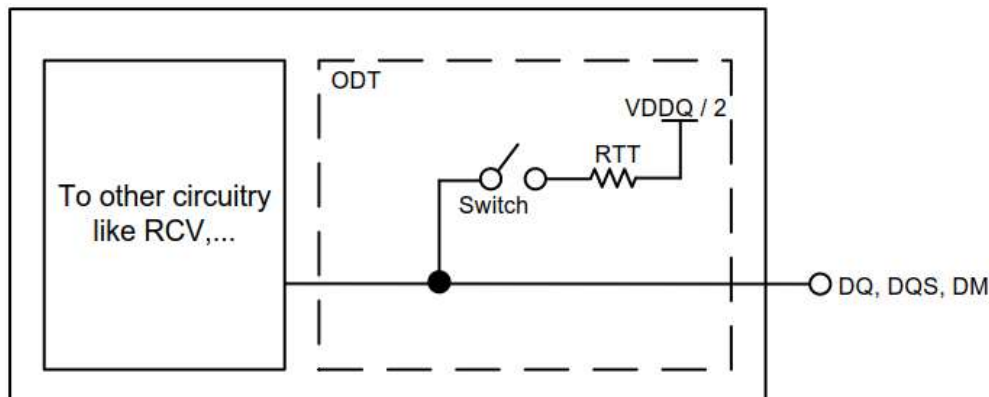 ODT
VDDQ / 2
RTT
Switch
To other circuitry
like RCV,...
DQ, DQS, DM